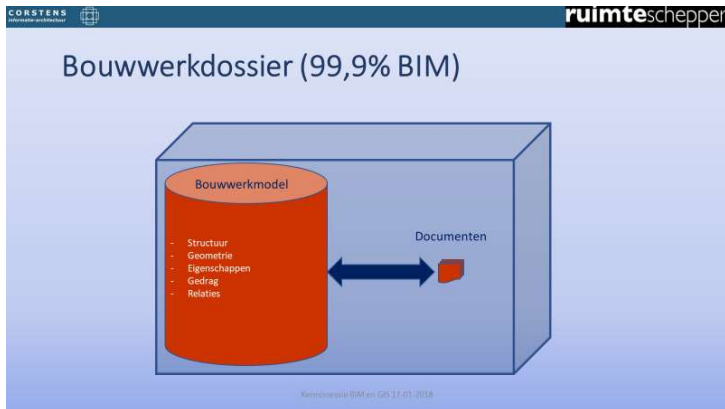 CORSTENS
informatie-architectuur
ruimteschepper
Bouwwerkdossier (99,9% BIM)
Bouwwerkmodel
- Structuur
- Geometrie
- Eigenschappen
- Gedrag
- Relaties
Documenten
Kennissessie BIM en GIS 17-01-2018